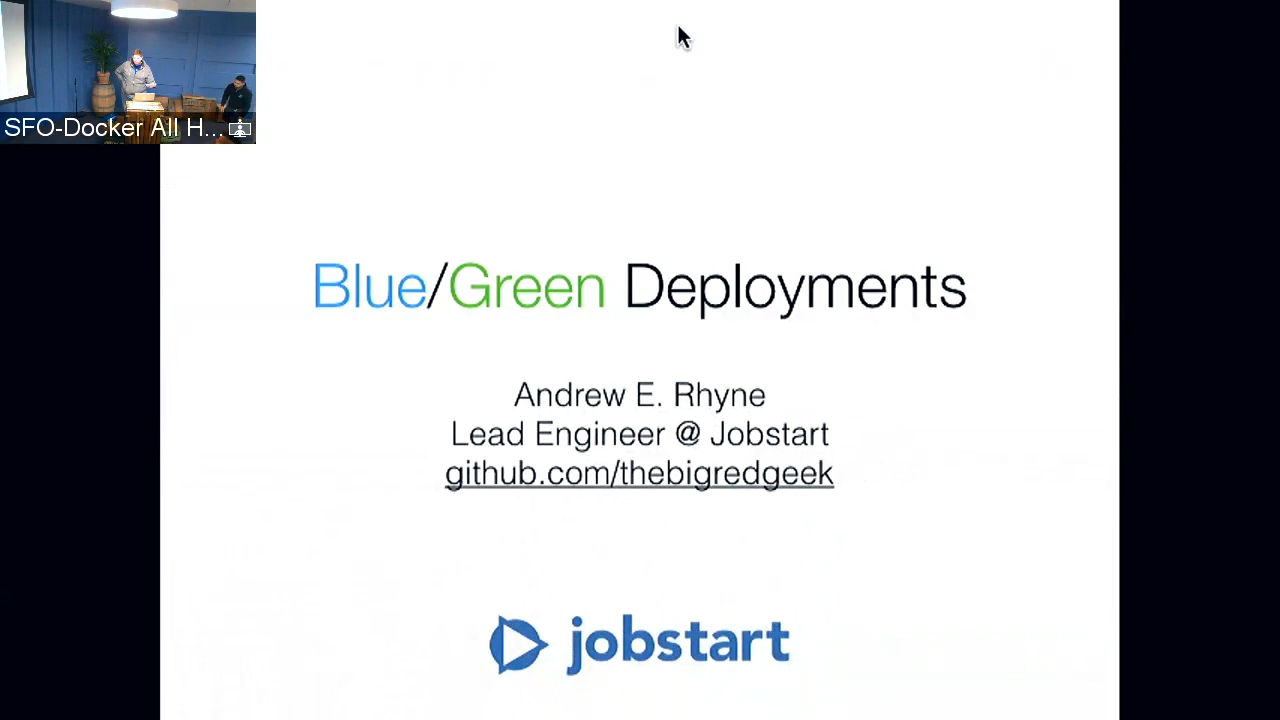 SFO-Docker All H...
Blue/Green Deployments
Andrew E. Rhyne
Lead Engineer @ Jobstart
github.com/thebigredgeek
jobstart